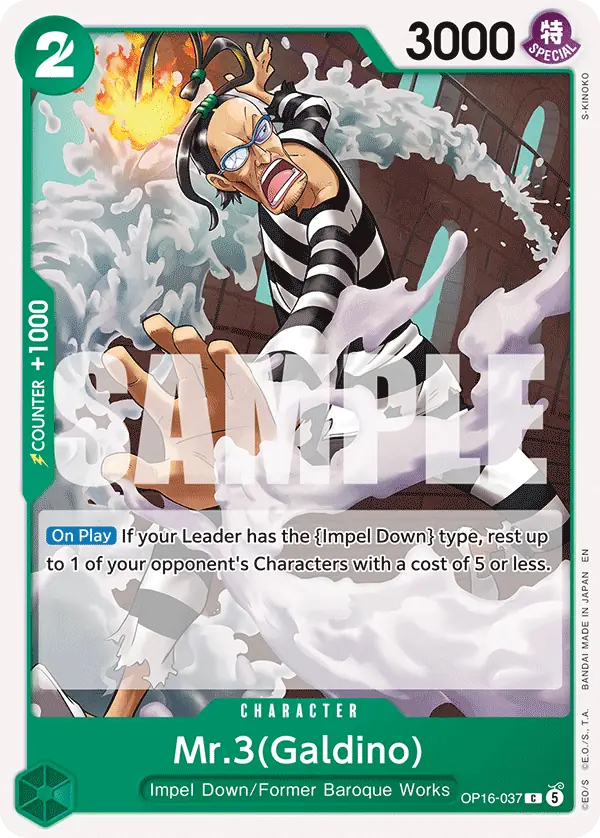 2
3000
特
SPECIAL
S-KINOKO
COUNTER +1000
SAMPLE
On Play If your Leader has the {Impel Down} type, rest up
to 1 of your opponent's Characters with a cost of 5 or less.
CHARACTER
Mr.3(Galdino)
Impel Down/Former Baroque Works
OP16-037 C 5
©E.O/S ©E.O./S., T.A. BANDAI MADE IN JAPAN EN